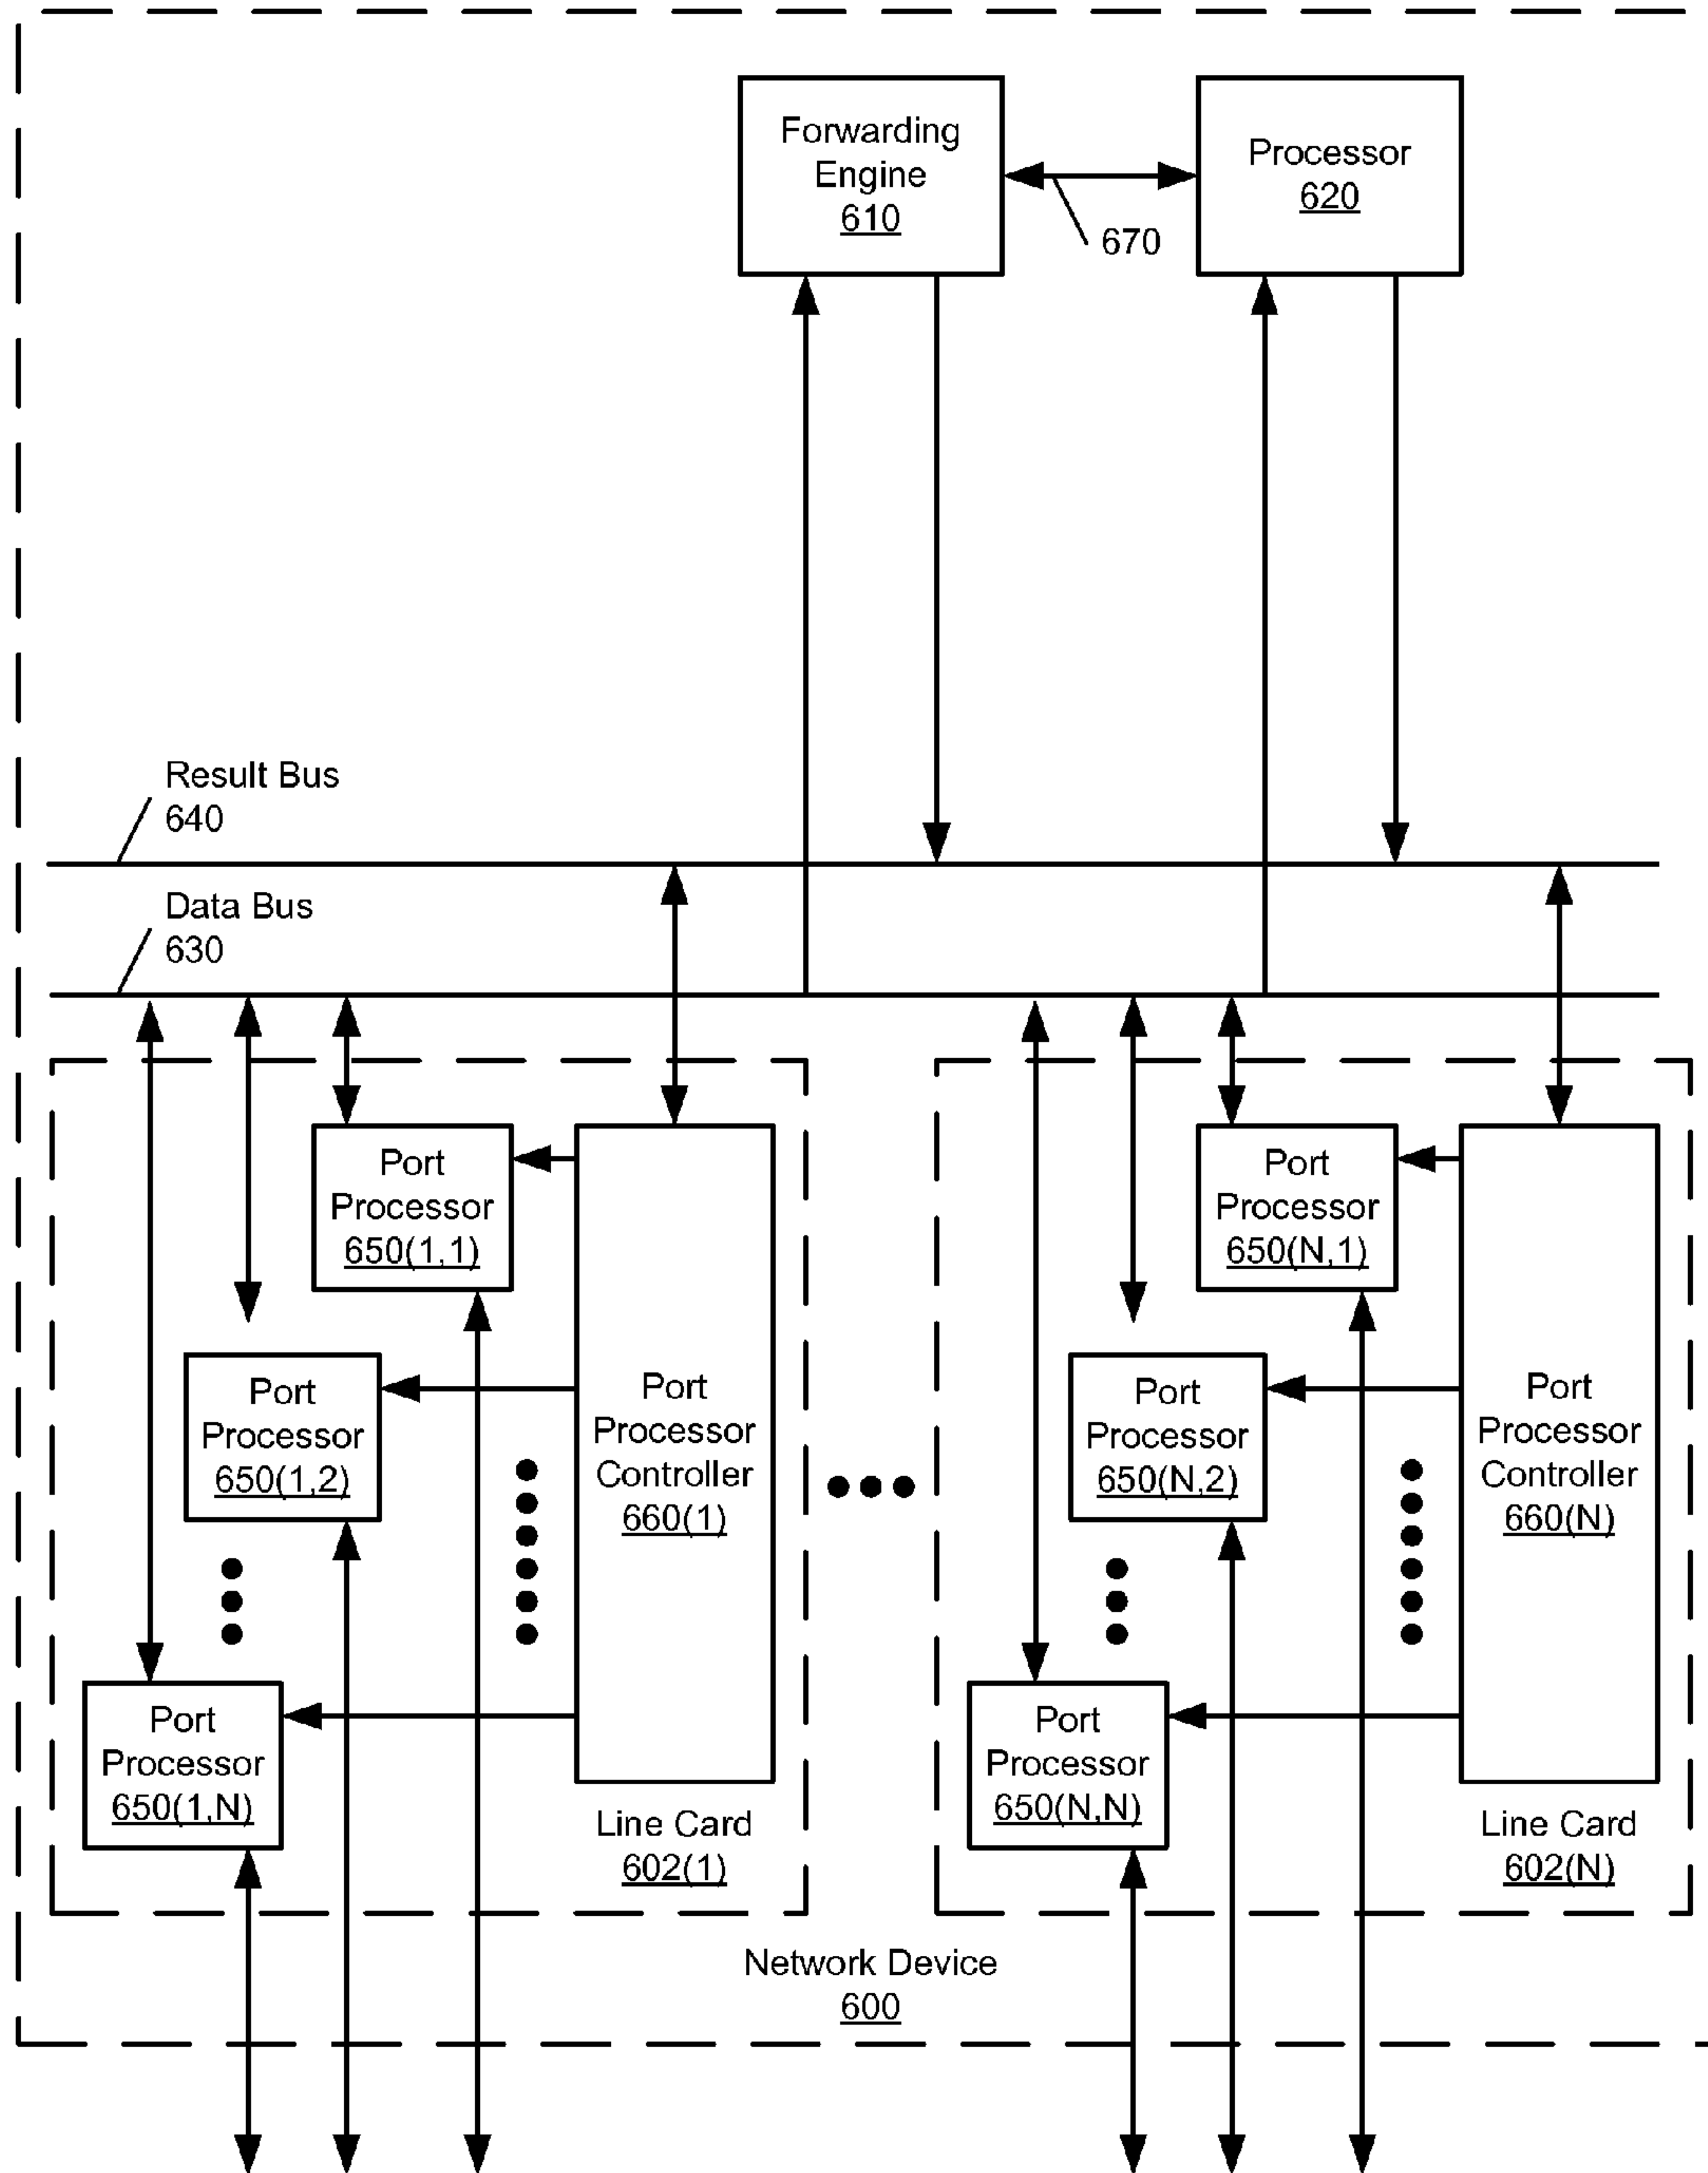 Forwarding
Engine
610
Processor
620
670
Result Bus
640
Data Bus
630
Port
Processor
650(1,1)
Port
Processor
650(1,2)
Port
Processor
650(1,N)
Port
Processor
Controller
660(1)
Line Card
602(1)
Port
Processor
650(N,1)
Port
Processor
650(N,2)
Port
Processor
650(N,N)
Port
Processor
Controller
660(N)
Line Card
602(N)
Network Device
600